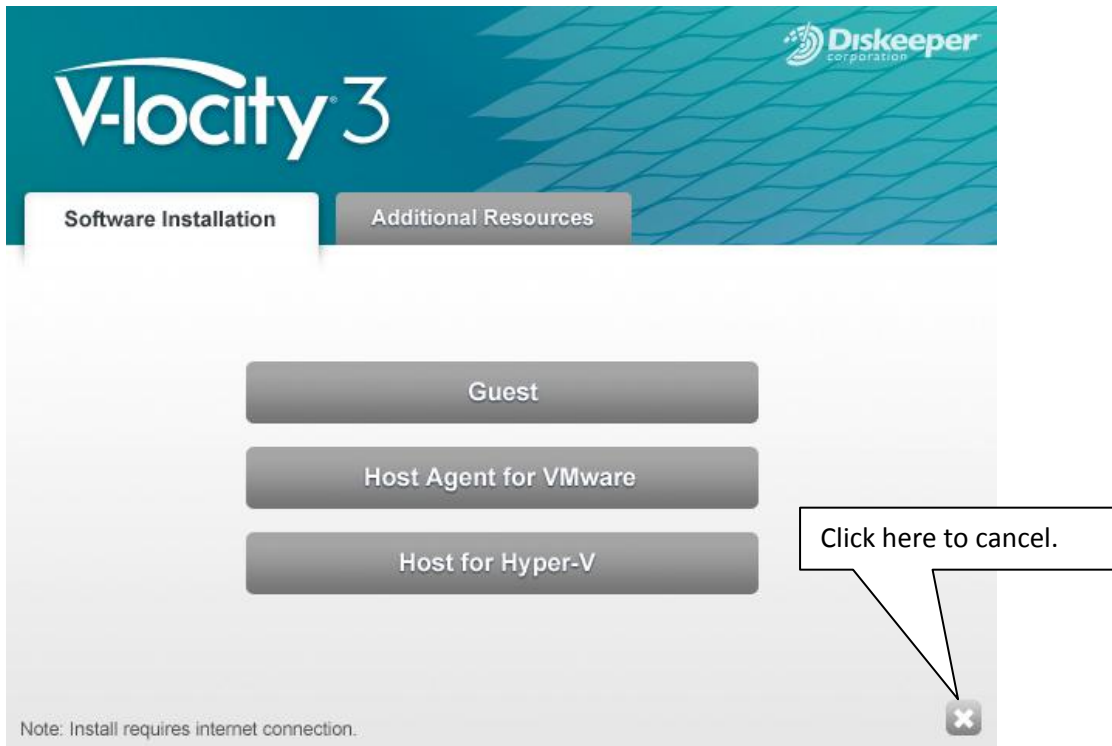 Diskeeper
corporation
V-locity® 3
Software Installation
Additional Resources
Guest
Host Agent for VMware
Host for Hyper-V
Click here to cancel.
Note: Install requires internet connection.